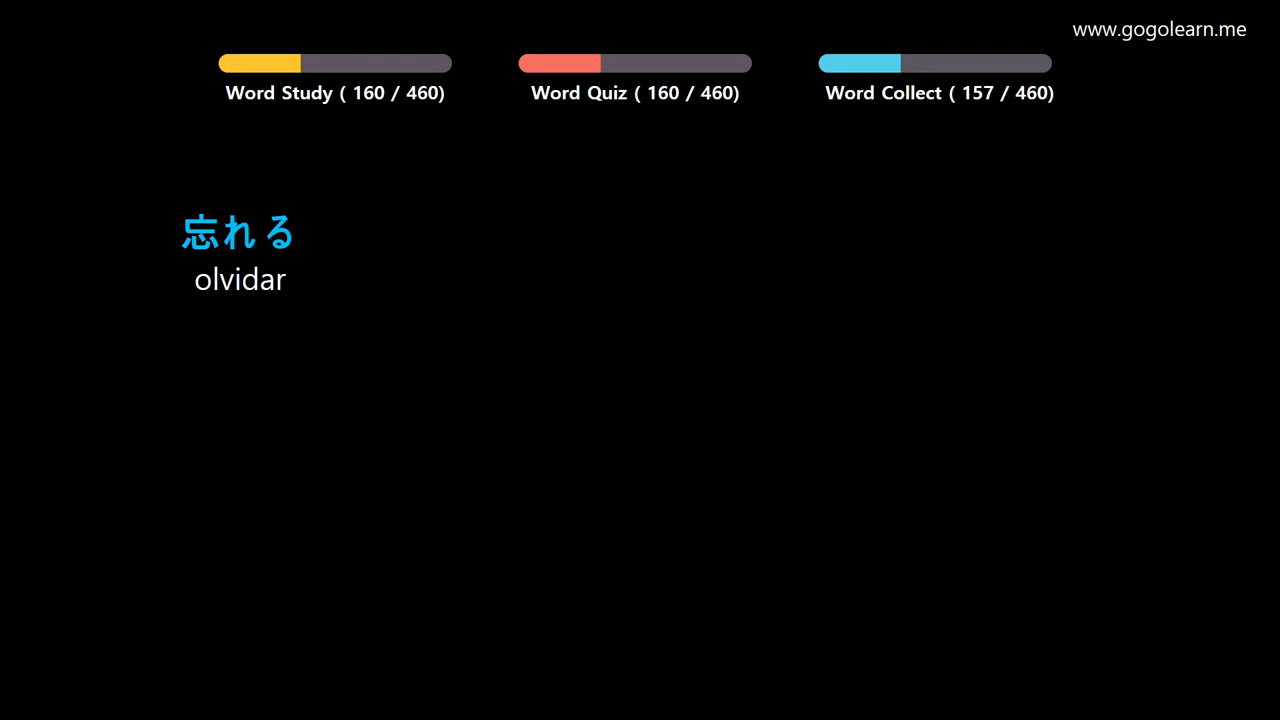 www.gogolearn.me
Word Study ( 160 / 460)
Word Quiz ( 160 / 460)
Word Collect ( 157 / 460)
忘れる
olvidar